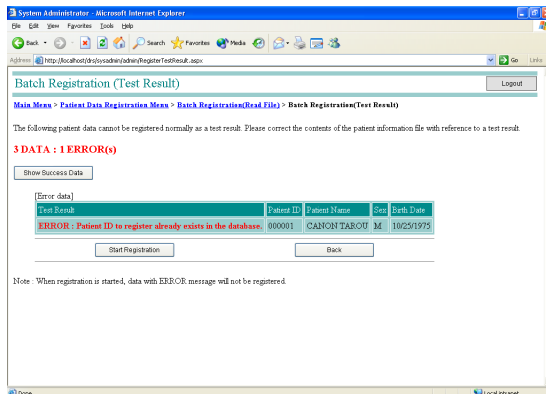 System Administrator - Microsoft Internet Explorer
File Edit View Favorites Tools Help
Back Search Favorites Media
Address http://localhost/drs/sysadmin/admin/RegisterTestResult.aspx Go Links
Batch Registration (Test Result) Logout
Main Menu > Patient Data Registration Menu > Batch Registration(Read File) > Batch Registration(Test Result)
The following patient data cannot be registered normally as a test result. Please correct the contents of the patient information file with reference to a test result.
3 DATA : 1 ERROR(s)
Show Success Data
[Error data]
Test Result Patient ID Patient Name Sex Birth Date
ERROR : Patient ID to register already exists in the database. 000001 CANON TAROU M 10/25/1975
Start Registration Back
Note : When registration is started, data with ERROR message will not be registered.
Done Local intranet